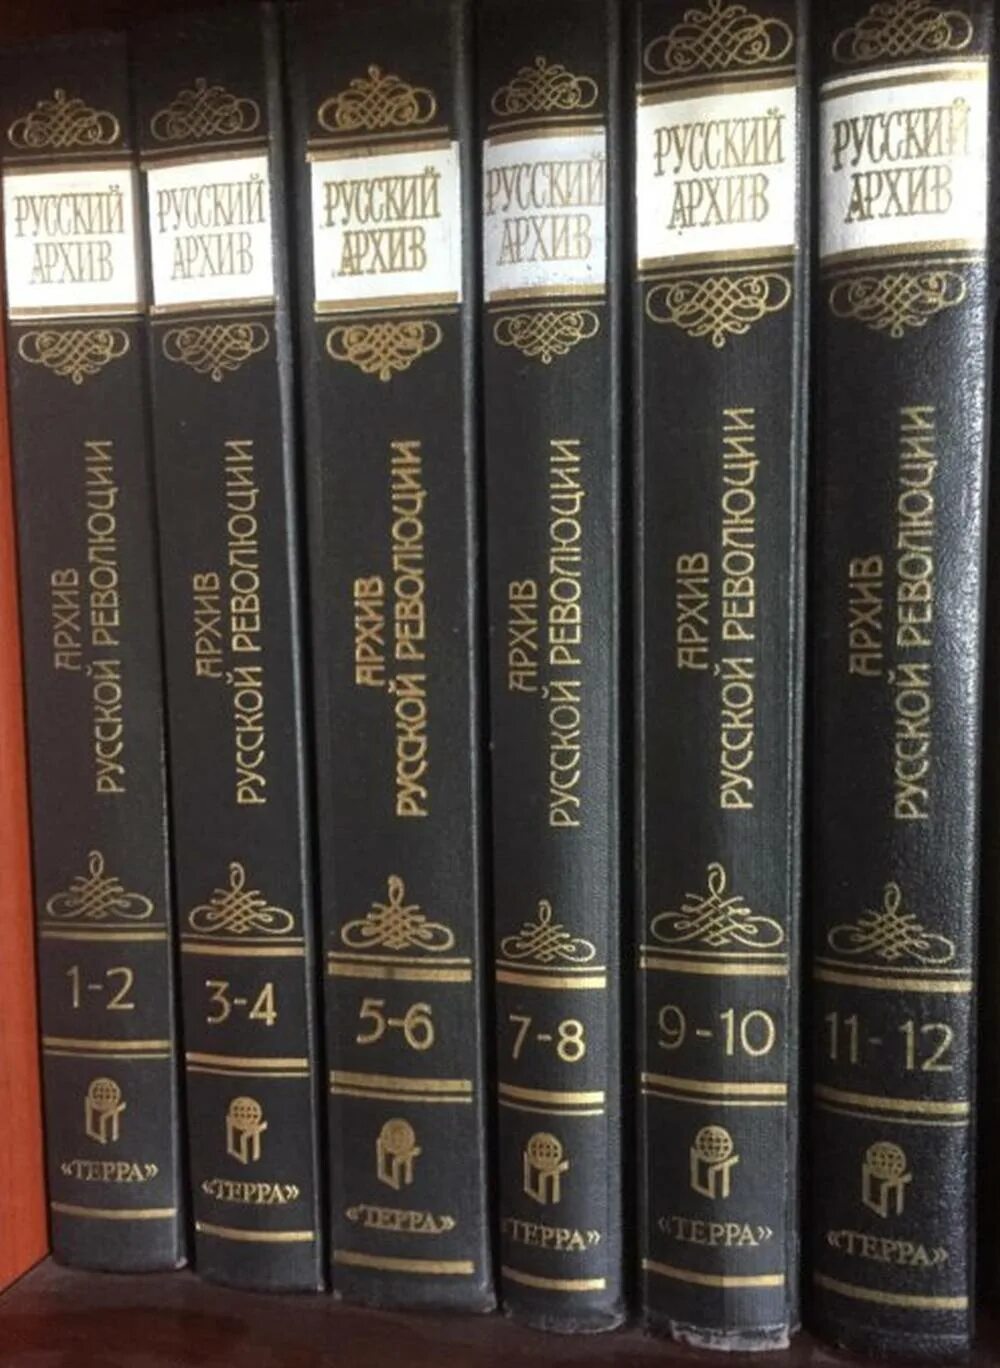 РУССКИЙ
АРХИВ
АРХИВ
РУССКОЙ РЕВОЛЮЦИИ
1-2
«ТЕРРА»
РУССКИЙ
АРХИВ
АРХИВ
РУССКОЙ РЕВОЛЮЦИИ
3-4
«ТЕРРА»
РУССКИЙ
АРХИВ
АРХИВ
РУССКОЙ РЕВОЛЮЦИИ
5-6
«ТЕРРА»
РУССКИЙ
АРХИВ
АРХИВ
РУССКОЙ РЕВОЛЮЦИИ
7-8
«ТЕРРА»
РУССКИЙ
АРХИВ
АРХИВ
РУССКОЙ РЕВОЛЮЦИИ
9-10
«ТЕРРА»
РУССКИЙ
АРХИВ
АРХИВ
РУССКОЙ РЕВОЛЮЦИИ
11-12
«ТЕРРА»